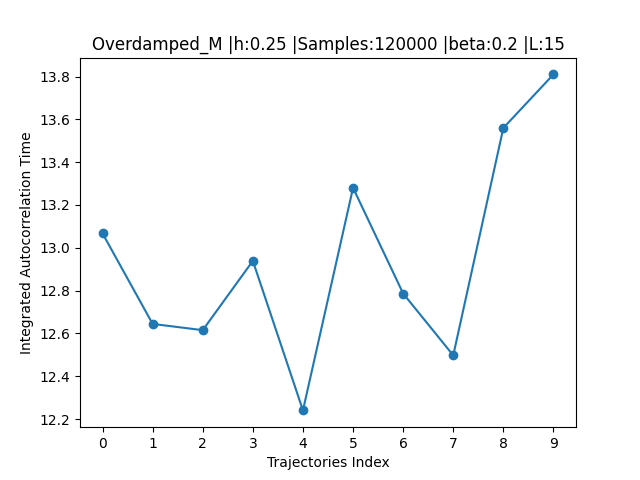 Overdamped_M |h:0.25 |Samples:120000 |beta:0.2 |L:15
Integrated Autocorrelation Time
13.8
13.6
13.4
13.2
13.0
12.8
12.6
12.4
12.2
0 1 2 3 4 5 6 7 8 9
Trajectories Index